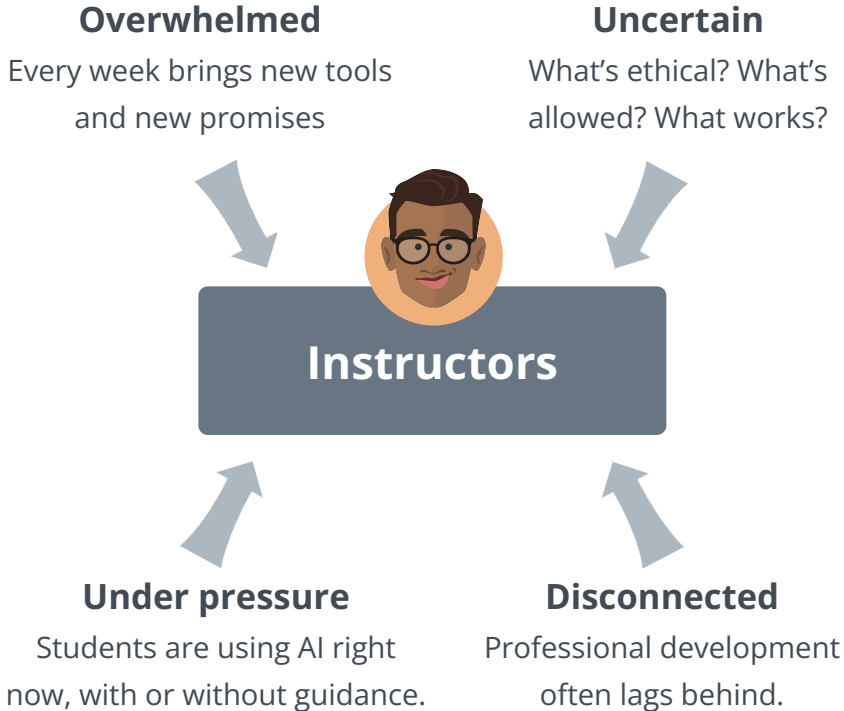 Overwhelmed
Every week brings new tools
and new promises
Uncertain
What’s ethical? What’s
allowed? What works?
Instructors
Under pressure
Students are using AI right
now, with or without guidance.
Disconnected
Professional development
often lags behind.